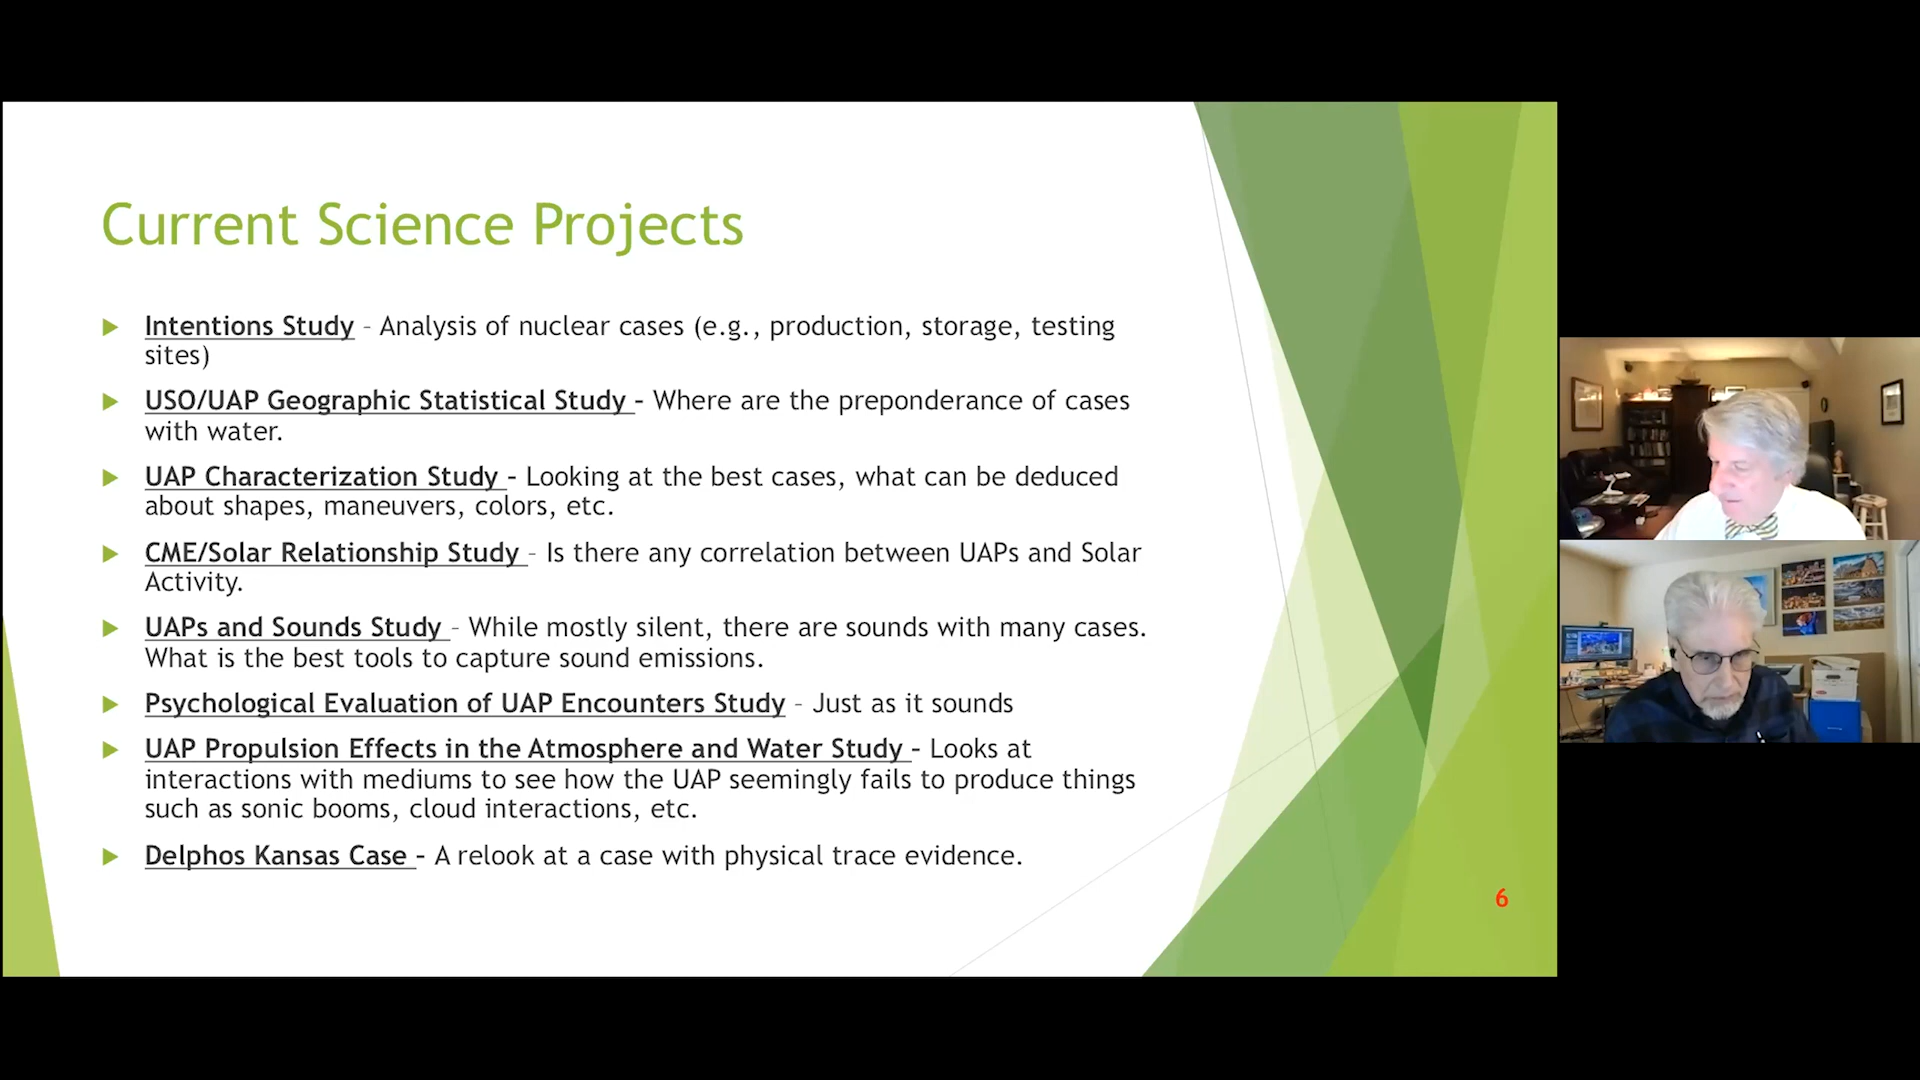 Current Science Projects
Intentions Study – Analysis of nuclear cases (e.g., production, storage, testing
sites)
USO/UAP Geographic Statistical Study – Where are the preponderance of cases
with water.
UAP Characterization Study – Looking at the best cases, what can be deduced
about shapes, maneuvers, colors, etc.
CME/Solar Relationship Study – Is there any correlation between UAPs and Solar
Activity.
UAPs and Sounds Study – While mostly silent, there are sounds with many cases.
What is the best tools to capture sound emissions.
Psychological Evaluation of UAP Encounters Study – Just as it sounds
UAP Propulsion Effects in the Atmosphere and Water Study – Looks at
interactions with mediums to see how the UAP seemingly fails to produce things
such as sonic booms, cloud interactions, etc.
Delphos Kansas Case – A relook at a case with physical trace evidence.
6